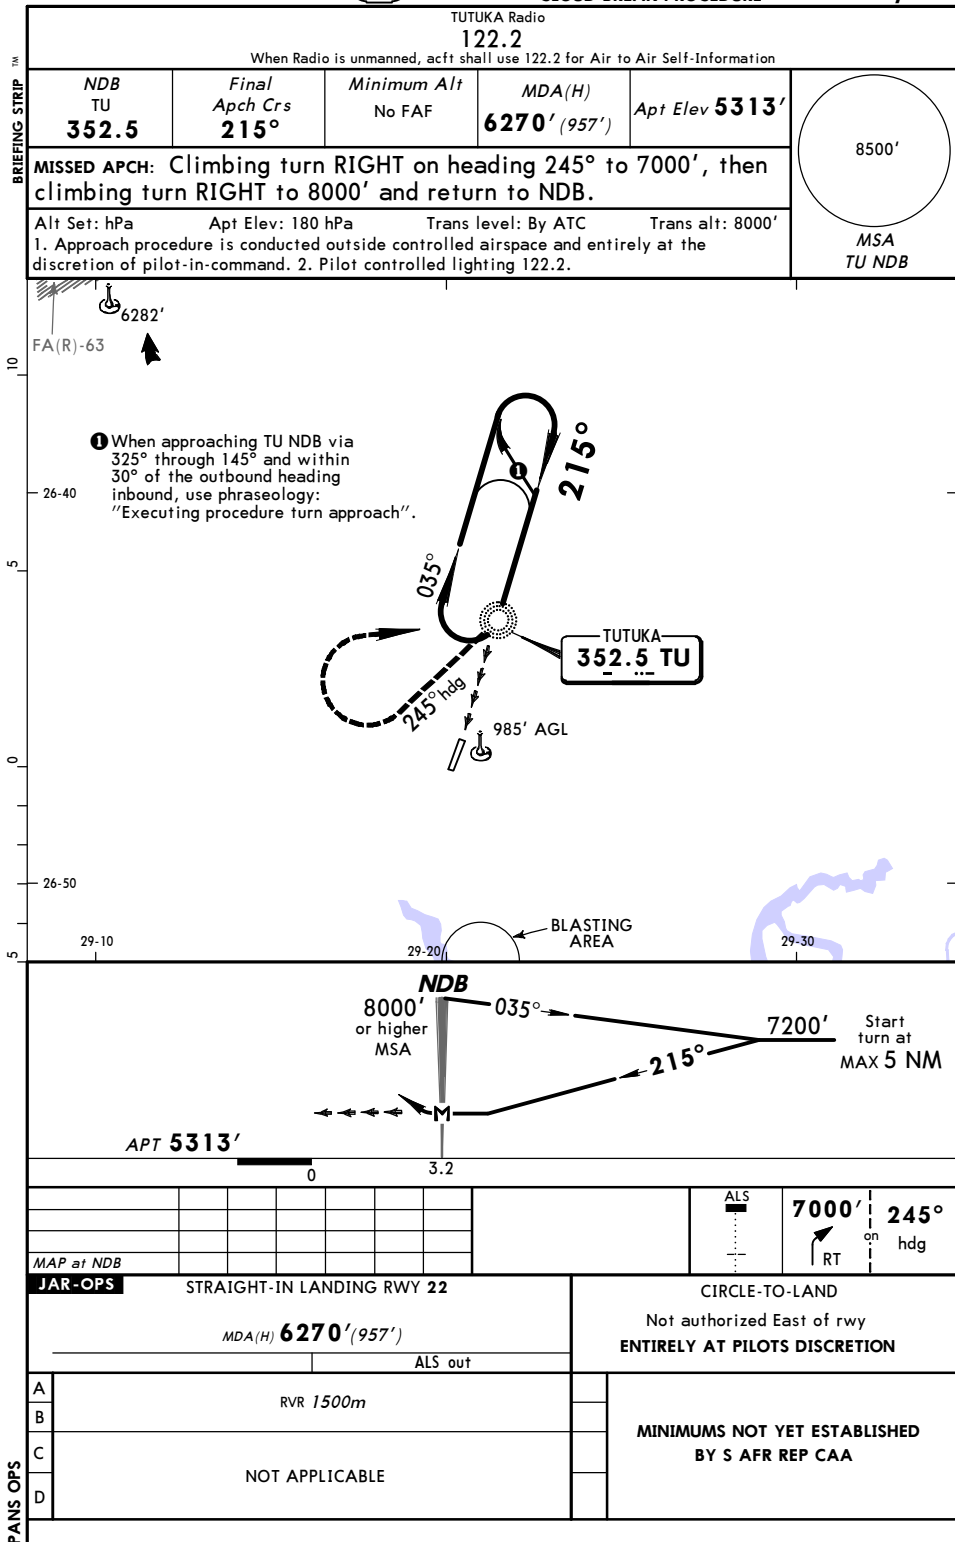 TUTUKA Radio
122.2
When Radio is unmanned, acft shall use 122.2 for Air to Air Self-Information
BRIEFING STRIP TM
NDB
TU
352.5
Final
Apch Crs
215°
Minimum Alt
No FAF
MDA(H)
6270' (957')
Apt Elev 5313'
8500'
MSA
TU NDB
MISSED APCH: Climbing turn RIGHT on heading 245° to 7000', then
climbing turn RIGHT to 8000' and return to NDB.
Alt Set: hPa Apt Elev: 180 hPa Trans level: By ATC Trans alt: 8000'
1. Approach procedure is conducted outside controlled airspace and entirely at the
discretion of pilot-in-command. 2. Pilot controlled lighting 122.2.
6282'
FA(R)-63
10
1 When approaching TU NDB via
325° through 145° and within
30° of the outbound heading
inbound, use phraseology:
"Executing procedure turn approach".
1
215°
26-40
5
035°
TUTUKA
352.5 TU
245° hdg
985' AGL
0
26-50
BLASTING
AREA
29-10
29-20
29-30
5
NDB
8000'
or higher
MSA
035°
7200'
Start
turn at
MAX 5 NM
215°
M
APT 5313'
0
3.2
MAP at NDB
ALS
7000'
RT
on
245°
hdg
JAR-OPS
STRAIGHT-IN LANDING RWY 22
MDA(H) 6270'(957')
ALS out
CIRCLE-TO-LAND
Not authorized East of rwy
ENTIRELY AT PILOTS DISCRETION
A
B
C
D
RVR 1500m
NOT APPLICABLE
MINIMUMS NOT YET ESTABLISHED
BY S AFR REP CAA
PANS OPS